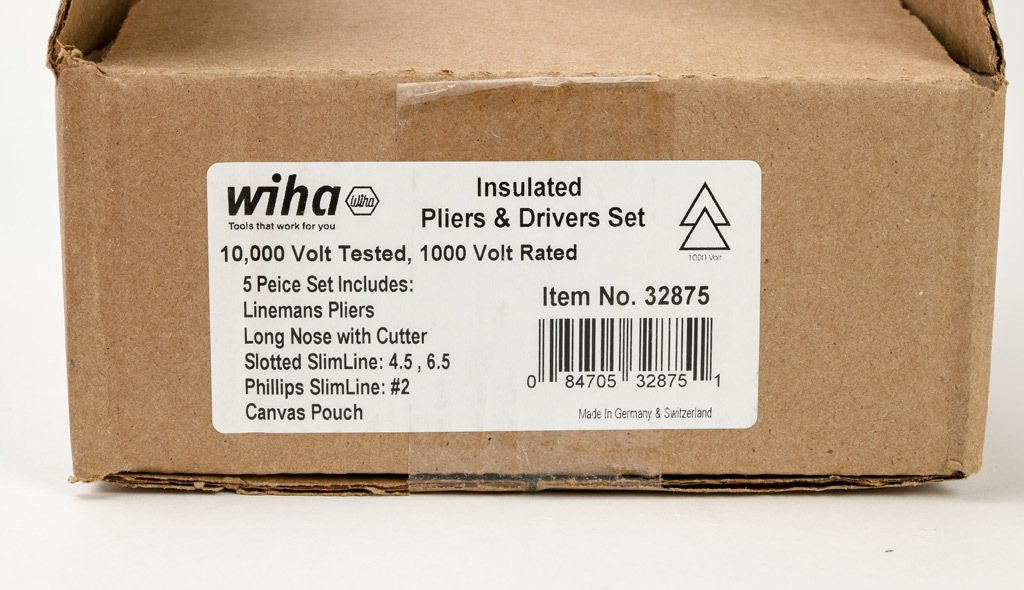 wiha wiha
Tools that work for you
Insulated
Pliers & Drivers Set
1000 Volt
10,000 Volt Tested, 1000 Volt Rated
5 Peice Set Includes:
Linemans Pliers
Long Nose with Cutter
Slotted SlimLine: 4.5 , 6.5
Phillips SlimLine: #2
Canvas Pouch
Item No. 32875
0 84705 32875 1
Made In Germany & Switzerland